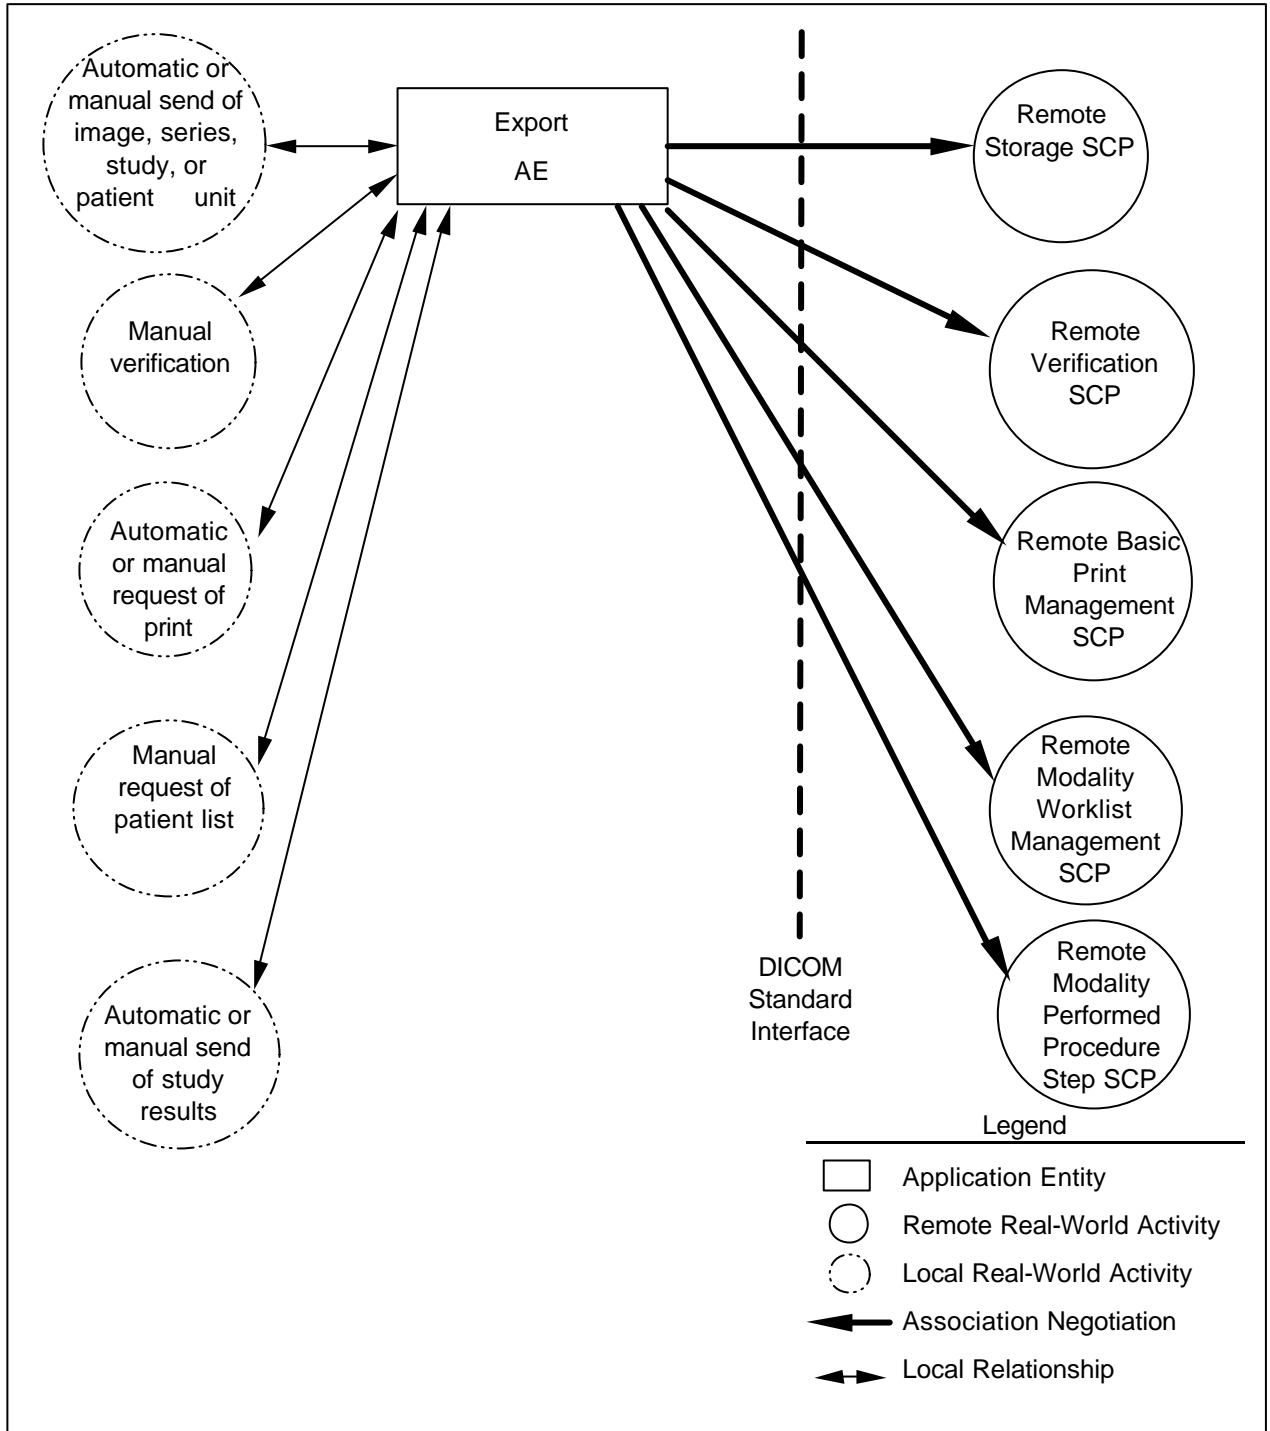 Automatic or
manual send of
image, series,
study, or
patient unit
Export
AE
Remote
Storage SCP
Manual
verification
Remote
Verification
SCP
Automatic
or manual
request of
print
Remote Basic
Print
Management
SCP
Manual
request of
patient list
Remote
Modality
Worklist
Management
SCP
Automatic or
manual send
of study
results
DICOM
Standard
Interface
Remote
Modality
Performed
Procedure
Step SCP
Legend
Application Entity
Remote Real-World Activity
Local Real-World Activity
Association Negotiation
Local Relationship